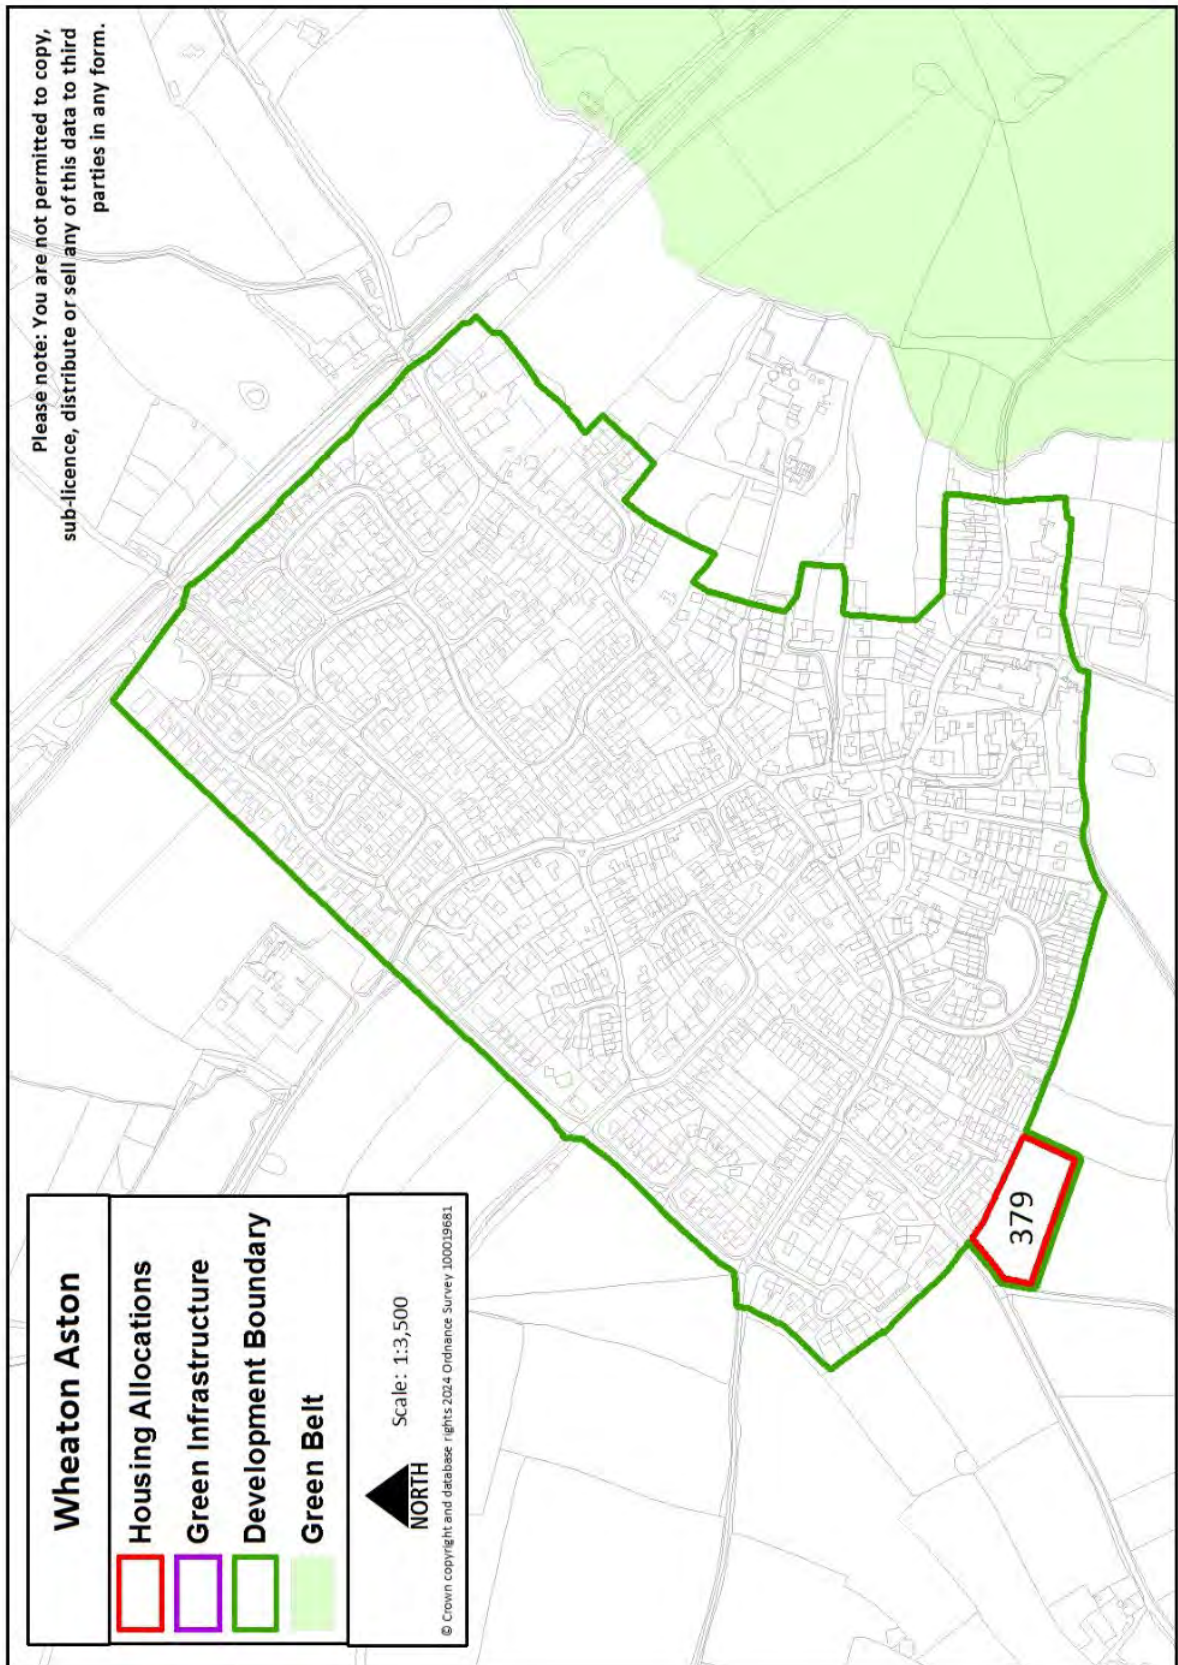 Please note: You are not permitted to copy,
sub-licence, distribute or sell any of this data to third
parties in any form.
Wheaton Aston
Housing Allocations
Green Infrastructure
Development Boundary
Green Belt
NORTH
Scale: 1:3,500
© Crown copyright and database rights 2024 Ordnance Survey 100019681
379